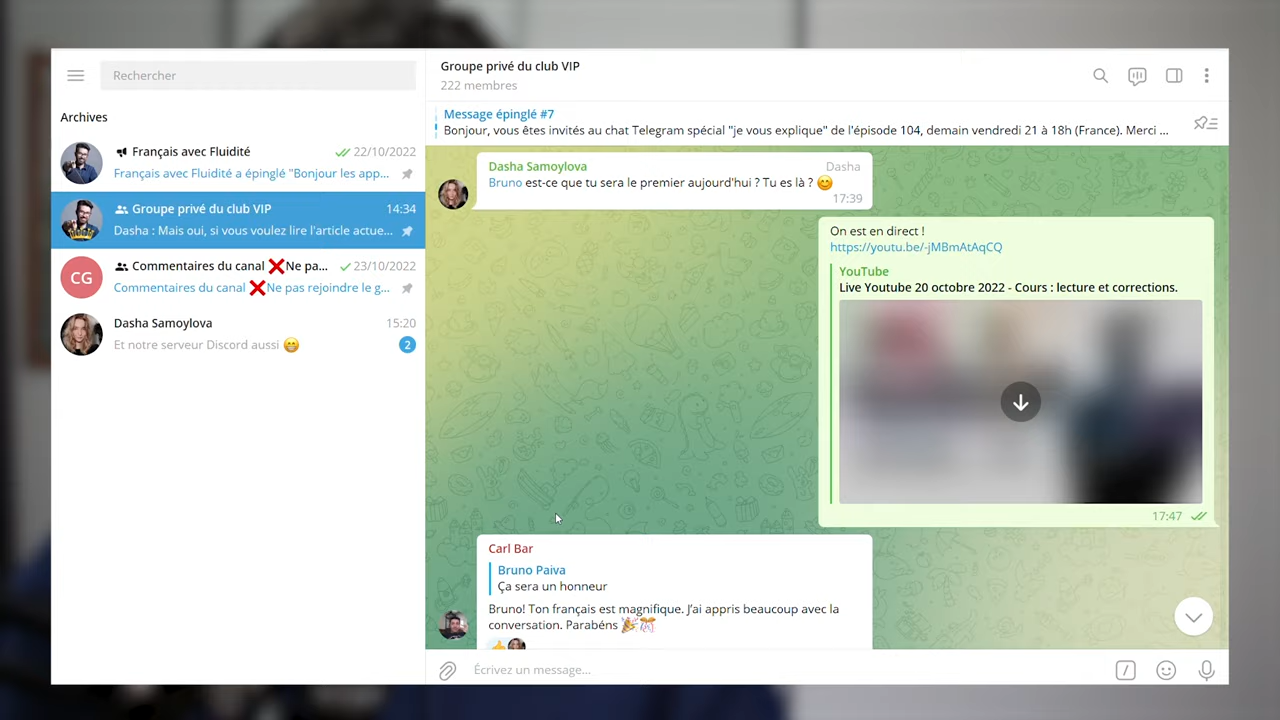 Rechercher
Archives
Français avec Fluidité
22/10/2022
Français avec Fluidité a épinglé "Bonjour les app...
Groupe privé du club VIP
14:34
Dasha : Mais oui, si vous voulez lire l'article actue...
Commentaires du canal ❌Ne pa...
23/10/2022
Commentaires du canal ❌Ne pas rejoindre le g...
CG
Dasha Samoylova
15:20
Et notre serveur Discord aussi 😁
2
Groupe privé du club VIP
222 membres
Message épinglé #7
Bonjour, vous êtes invités au chat Telegram spécial "je vous explique" de l'épisode 104, demain vendredi 21 à 18h (France). Merci ...
Dasha Samoylova
Dasha
Bruno est-ce que tu sera le premier aujourd'hui ? Tu es là ? 😊
17:39
On est en direct !
https://youtu.be/-jMBmAtAqCQ
YouTube
Live Youtube 20 octobre 2022 - Cours : lecture et corrections.
17:47
Carl Bar
Bruno Paiva
Ça sera un honneur
Bruno! Ton français est magnifique. J'ai appris beaucoup avec la
conversation. Parabéns 🎉🎊
Écrivez un message...